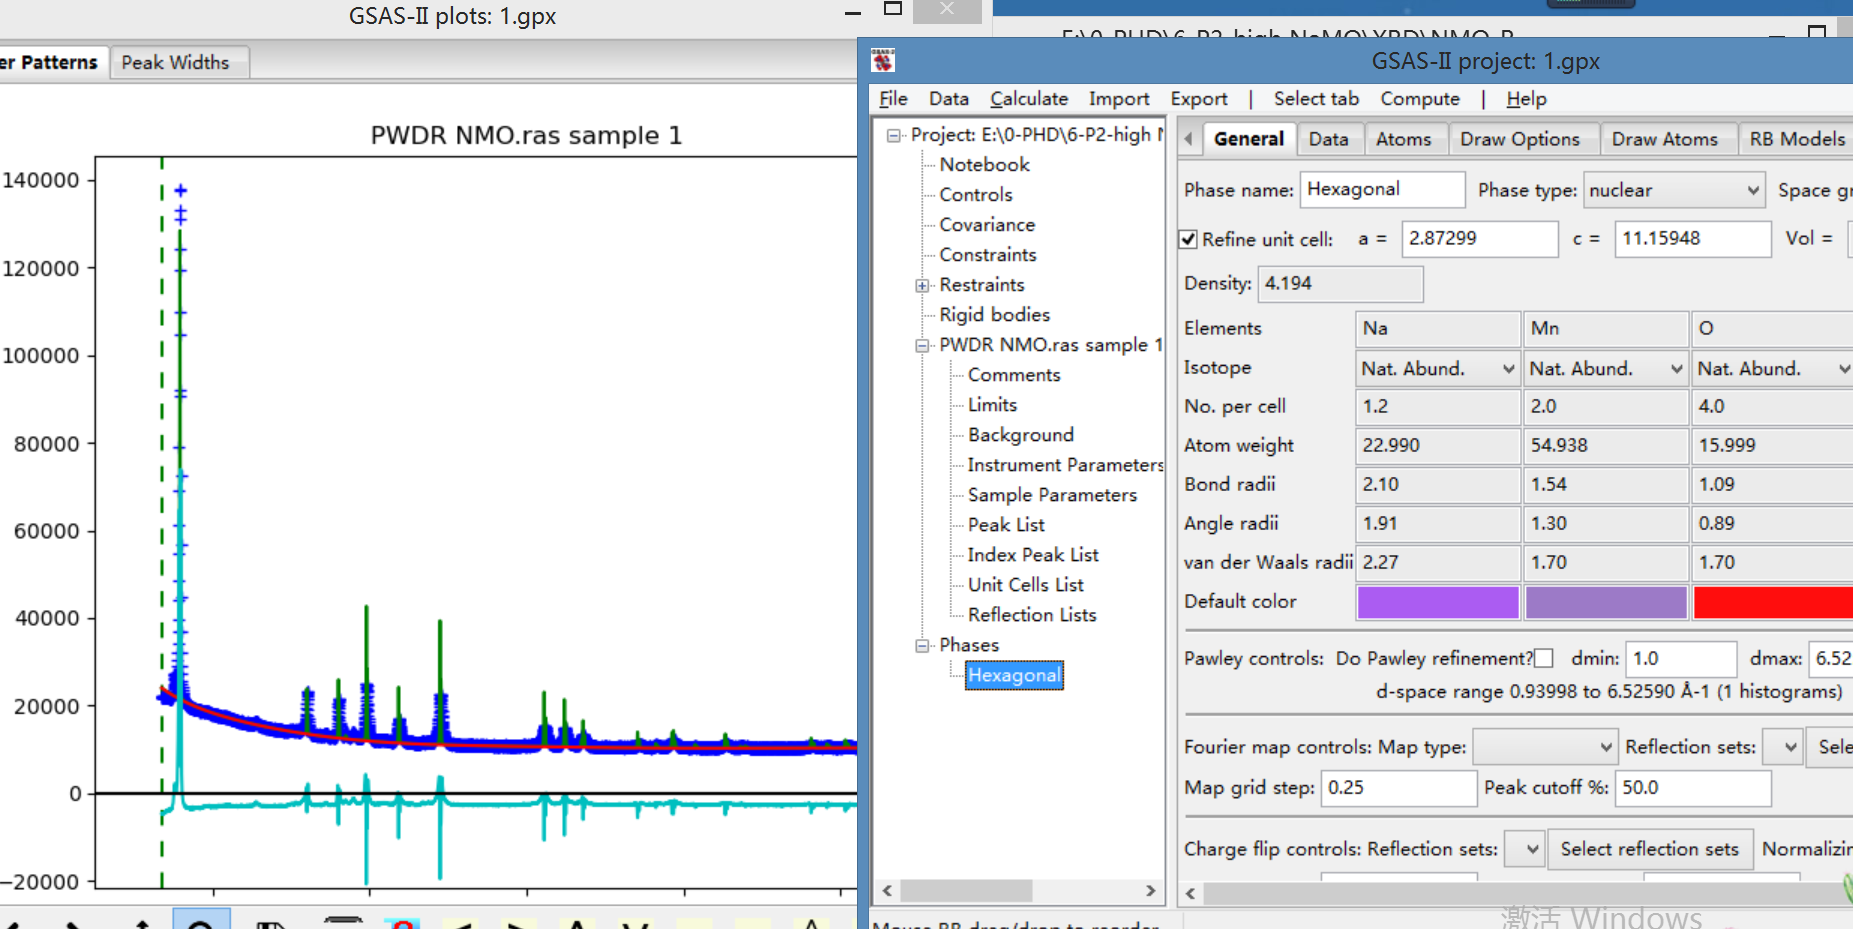 GSAS-II plots: 1.gpx
er Patterns
Peak Widths
PWDR NMO.ras sample 1
140000
120000
100000
80000
60000
40000
20000
0
−20000
E:\0-PHD\6-P2-high NaMO\XRD\NMO-P
GSAS-II project: 1.gpx
File Data Calculate Import Export | Select tab Compute | Help
Project: E:\0-PHD\6-P2-high N
Notebook
Controls
Covariance
Constraints
Restraints
Rigid bodies
PWDR NMO.ras sample 1
Comments
Limits
Background
Instrument Parameters
Sample Parameters
Peak List
Index Peak List
Unit Cells List
Reflection Lists
Phases
Hexagonal
General Data Atoms Draw Options Draw Atoms RB Models
Phase name: Hexagonal Phase type: nuclear Space gr
Refine unit cell: a = 2.87299 c = 11.15948 Vol =
Density: 4.194
Elements Na Mn O
Isotope Nat. Abund. Nat. Abund. Nat. Abund.
No. per cell 1.2 2.0 4.0
Atom weight 22.990 54.938 15.999
Bond radii 2.10 1.54 1.09
Angle radii 1.91 1.30 0.89
van der Waals radii 2.27 1.70 1.70
Default color
Pawley controls: Do Pawley refinement? dmin: 1.0 dmax: 6.52
d-space range 0.93998 to 6.52590 Å-1 (1 histograms)
Fourier map controls: Map type: Reflection sets: Sele
Map grid step: 0.25 Peak cutoff %: 50.0
Charge flip controls: Reflection sets: Select reflection sets Normalizin
激活 Windows
Mouse RB drag/drop to reorder